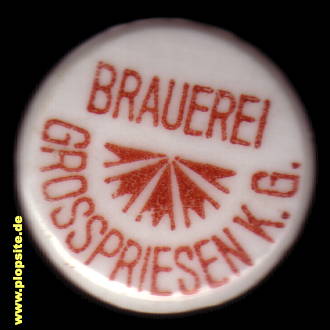 BRAUEREI
GROSSPRIESEN K. G.
www.plopsite.de